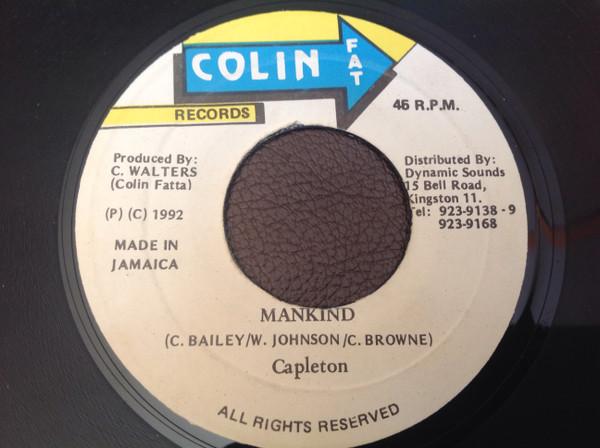 COLIN
FAT
RECORDS
45 R.P.M.
Produced By:
C. WALTERS
(Colin Fatta)
(P) (C) 1992
MADE IN
JAMAICA
Distributed By:
Dynamic Sounds
15 Bell Road,
Kingston 11.
Tel: 923-9138 - 9
923-9168
MANKIND
(C. BAILEY/W. JOHNSON/C. BROWNE)
Capleton
ALL RIGHTS RESERVED